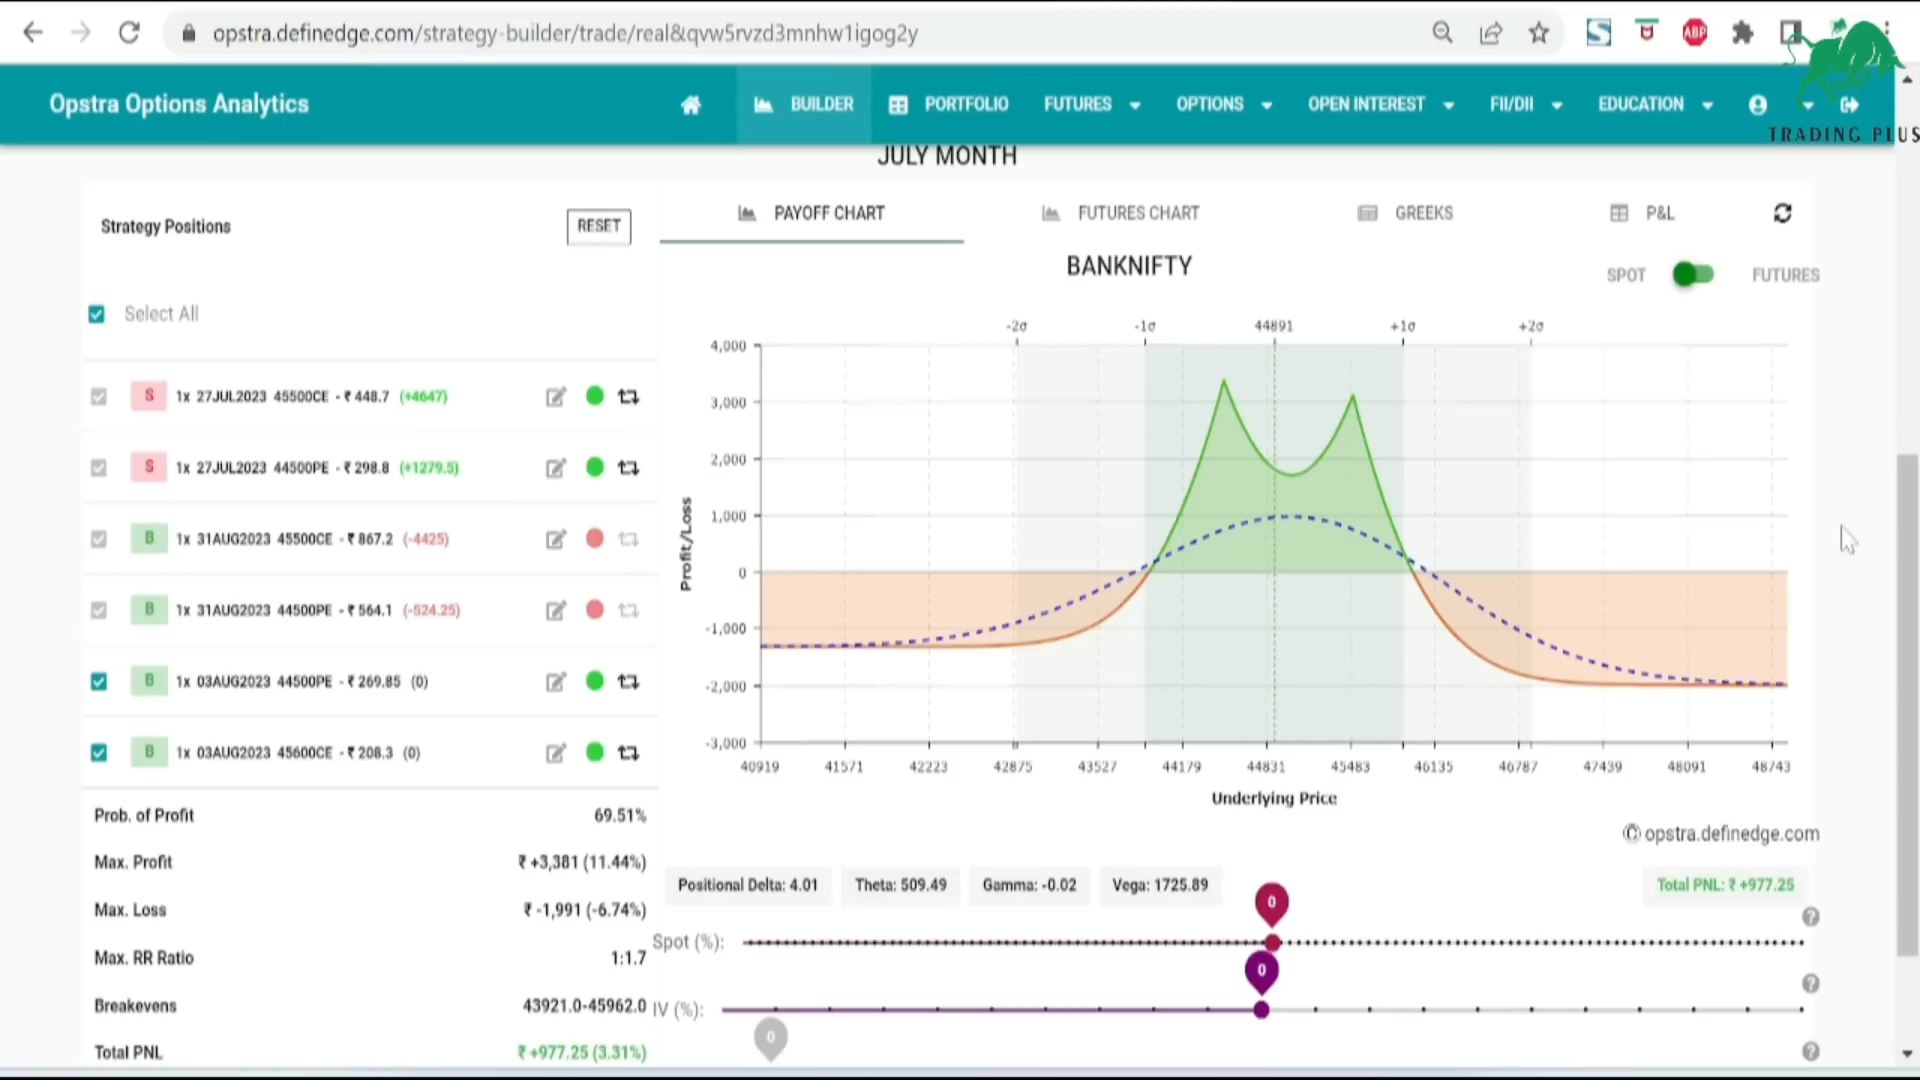 opstra.definedge.com/strategy-builder/trade/real&qvw5rvzd3mnhw1igog2y
ABP
Opstra Options Analytics
BUILDER
PORTFOLIO
FUTURES
OPTIONS
OPEN INTEREST
FII/DII
EDUCATION
TRADING PLUS
JULY MONTH
Strategy Positions
RESET
Select All
S 1x 27JUL2023 45500CE - ₹ 448.7 (+4647)
S 1x 27JUL2023 44500PE - ₹ 298.8 (+1279.5)
B 1x 31AUG2023 45500CE - ₹ 867.2 (-4425)
B 1x 31AUG2023 44500PE - ₹ 564.1 (-524.25)
B 1x 03AUG2023 44500PE - ₹ 269.85 (0)
B 1x 03AUG2023 45600CE - ₹ 208.3 (0)
Prob. of Profit 69.51%
Max. Profit ₹ +3,381 (11.44%)
Max. Loss ₹ -1,991 (-6.74%)
Max. RR Ratio 1:1.7
Breakevens 43921.0-45962.0
Total PNL ₹ +977.25 (3.31%)
PAYOFF CHART
FUTURES CHART
GREEKS
P&L
BANKNIFTY
SPOT
FUTURES
-2σ -1σ 44891 +1σ +2σ
4,000
3,000
2,000
1,000
0
-1,000
-2,000
-3,000
Profit/Loss
40919 41571 42223 42875 43527 44179 44831 45483 46135 46787 47439 48091 48743
Underlying Price
© opstra.definedge.com
Positional Delta: 4.01
Theta: 509.49
Gamma: -0.02
Vega: 1725.89
Total PNL: ₹ +977.25
0
?
Spot (%):
0
?
IV (%):
0
?